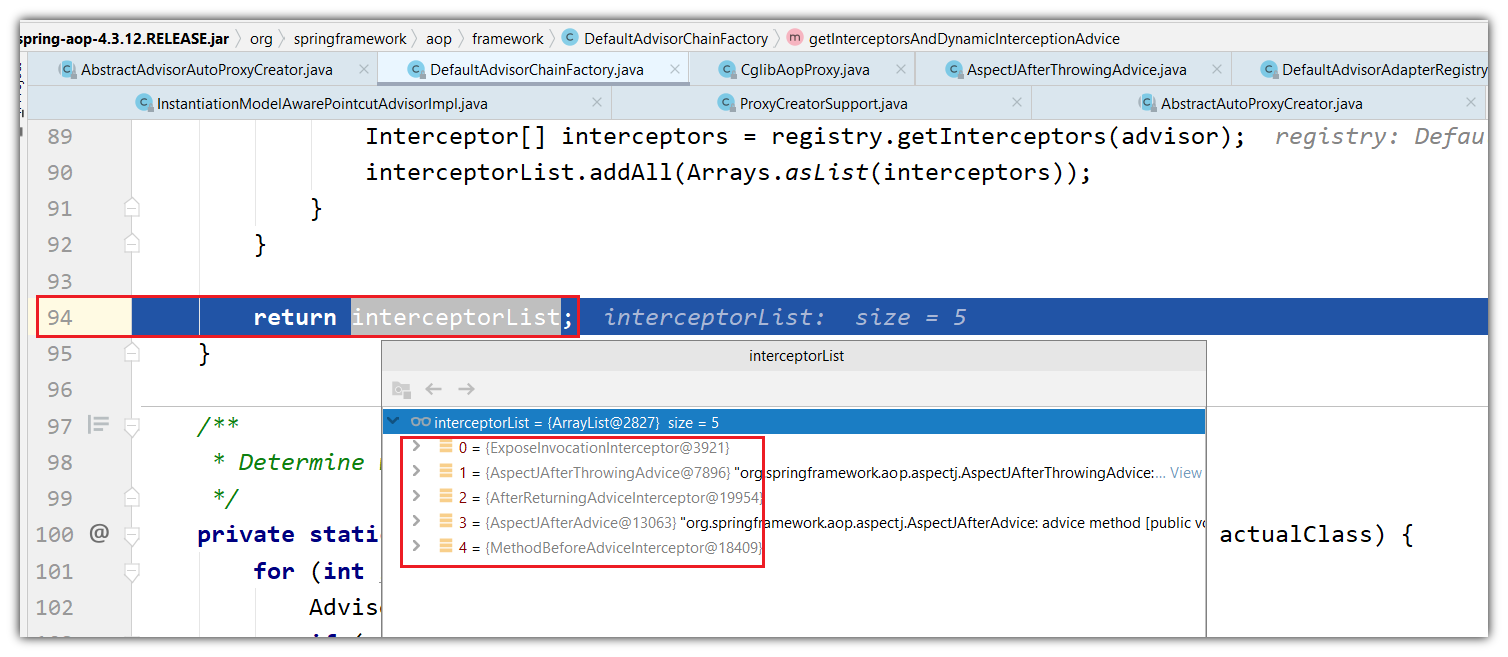 spring-aop-4.3.12.RELEASE.jar org springframework aop framework DefaultAdvisorChainFactory getInterceptorsAndDynamicInterceptionAdvice
AbstractAdvisorAutoProxyCreator.java DefaultAdvisorChainFactory.java CglibAopProxy.java AspectJAfterThrowingAdvice.java DefaultAdvisorAdapterRegistry
InstantiationModelAwarePointcutAdvisorImpl.java ProxyCreatorSupport.java AbstractAutoProxyCreator.java
89 Interceptor[] interceptors = registry.getInterceptors(advisor); registry: Defau
90 interceptorList.addAll(Arrays.asList(interceptors));
91 }
92 }
93
94 return interceptorList; interceptorList: size = 5
95 }
interceptorList
96
interceptorList = {ArrayList@2827} size = 5
97 /**
0 = {ExposeInvocationInterceptor@3921}
98 * Determine
1 = {AspectJAfterThrowingAdvice@7896} "org.springframework.aop.aspectj.AspectJAfterThrowingAdvice:... View
99 */
2 = {AfterReturningAdviceInterceptor@19954}
3 = {AspectJAfterAdvice@13063} "org.springframework.aop.aspectj.AspectJAfterAdvice: advice method [public vo
100 @ private static actualClass) {
4 = {MethodBeforeAdviceInterceptor@18409}
101 for (int
102 Adviso